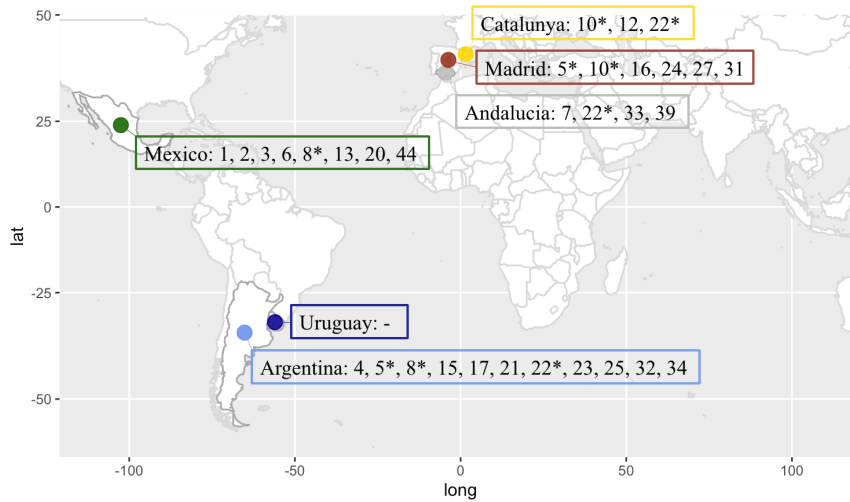 50
Catalunya: 10*, 12, 22*
Madrid: 5*, 10*, 16, 24, 27, 31
Andalucia: 7, 22*, 33, 39
25
Mexico: 1, 2, 3, 6, 8*, 13, 20, 44
0
lat
-25
Uruguay: -
Argentina: 4, 5*, 8*, 15, 17, 21, 22*, 23, 25, 32, 34
-50
-100 -50 0 50 100
long